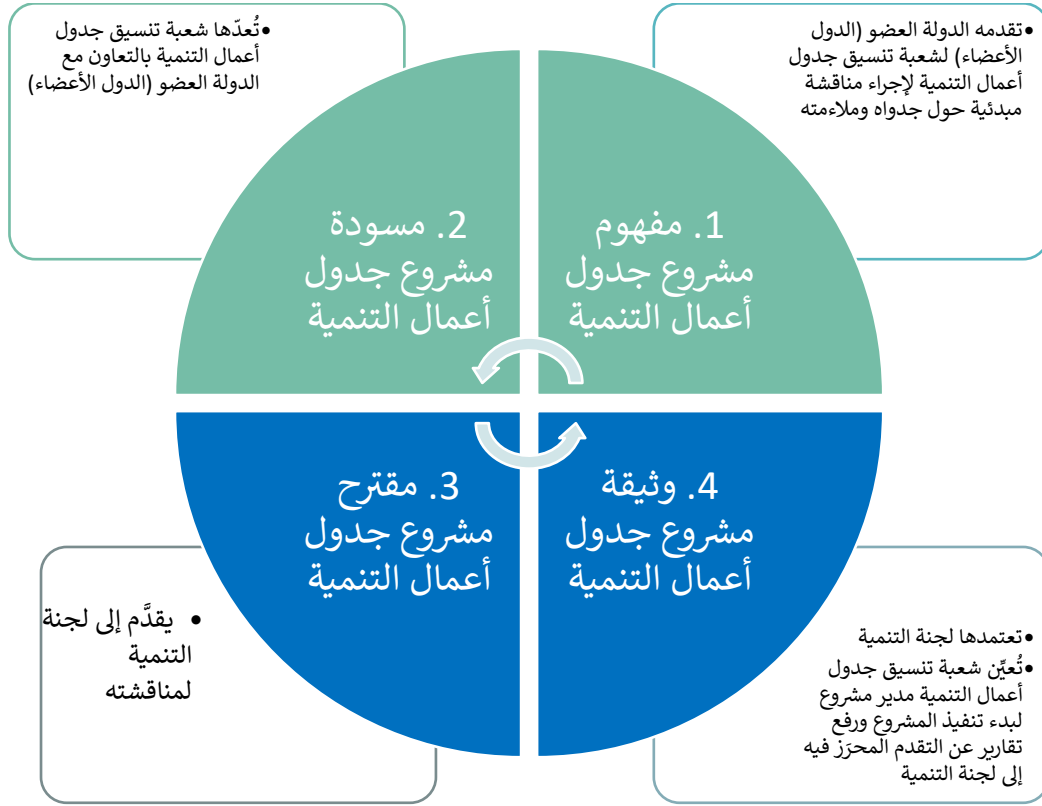 •تقدمه الدولة العضو (الدول
الأعضاء) لشعبة تنسيق جدول
أعمال التنمية لإجراء مناقشة
مبدئية حول جدواه وملاءمته
1. مفهوم
مشروع جدول
أعمال التنمية
•تُعدّها شعبة تنسيق جدول
أعمال التنمية بالتعاون مع
الدولة العضو (الدول الأعضاء)
2. مسودة
مشروع جدول
أعمال التنمية
3. مقترح
مشروع جدول
أعمال التنمية
• يقدَّم إلى لجنة
التنمية
لمناقشته
4. وثيقة
مشروع جدول
أعمال التنمية
•تعتمدها لجنة التنمية
•تُعيِّن شعبة تنسيق جدول
أعمال التنمية مدير مشروع
لبدء تنفيذ المشروع ورفع
تقارير عن التقدم المحرَز فيه
إلى لجنة التنمية